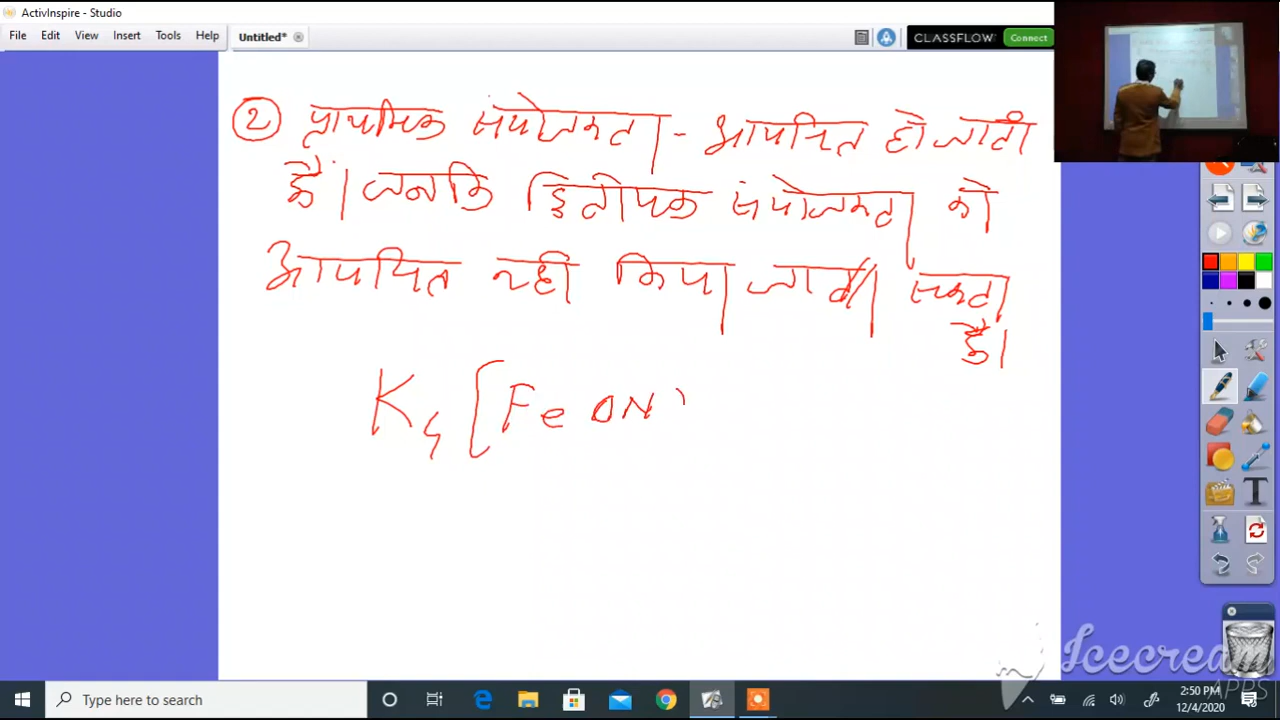 ActivInspire - Studio
File Edit View Insert Tools Help Untitled* CLASSFLOW Connect
② प्राथमिक संयोजकता - आयनित हो जाती
है। जबकि द्वितीयक संयोजकता को
आयनित नही किया जा सकता
है।
K4 [Fe (CN)
Icecream
APPS
Type here to search
2:50 PM
12/4/2020